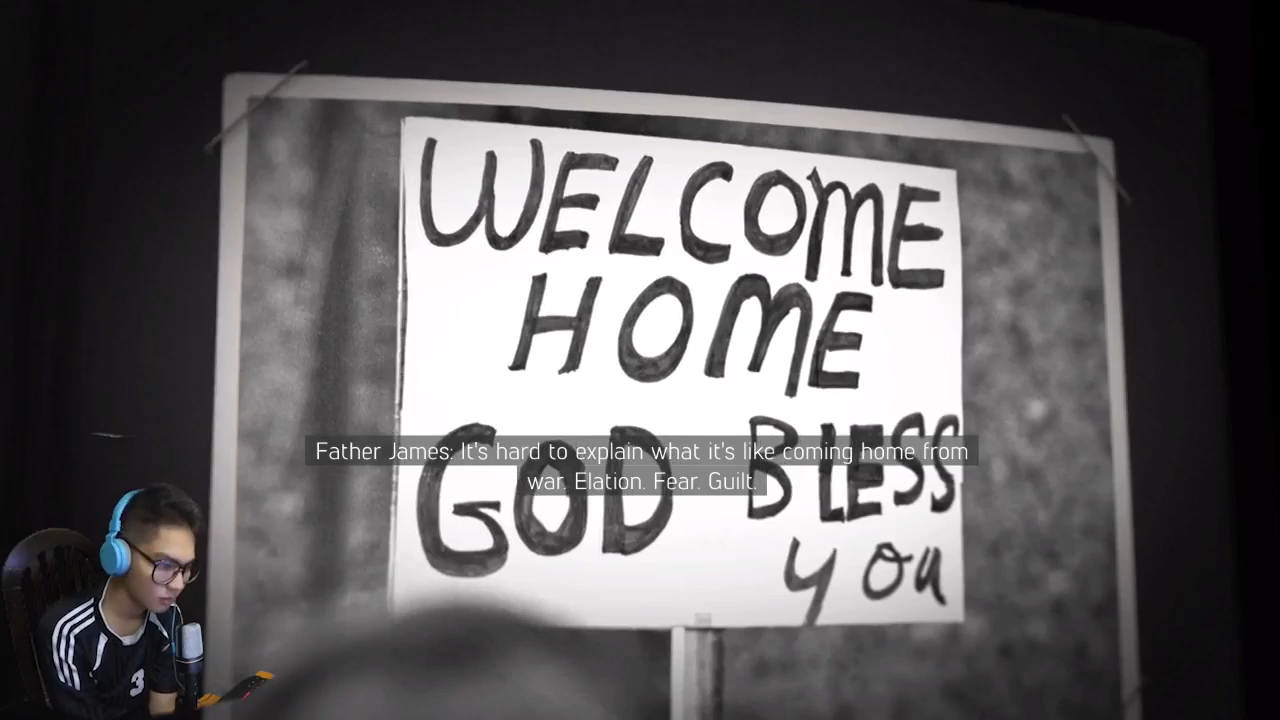 WELCOME
HOME
GOD BLESS
you
Father James: It's hard to explain what it's like coming home from
war. Elation. Fear. Guilt.
3